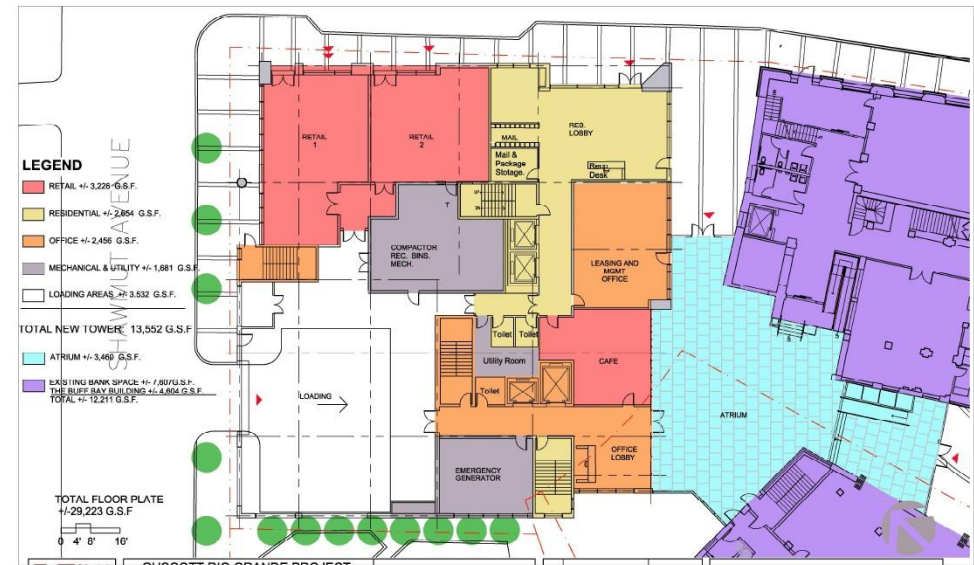 LEGEND
RETAIL +/- 3,226 G.S.F.
RESIDENTIAL +/- 2,654 G.S.F.
OFFICE +/- 2,456 G.S.F.
MECHANICAL & UTILITY +/- 1,681 G.S.F
LOADING AREAS +/- 3.532 G.S.F.
TOTAL NEW TOWER: 13,552 G.S.F
ATRIUM +/- 3,460 G.S.F.
EXISTING BANK SPACE +/- 7,607G.S.F.
THE BUFF BAY BUILDING +/- 4,604 G.S.F.
TOTAL +/- 12,211 G.S.F.
SHAWMUT AVENUE
TOTAL FLOOR PLATE
+/-29,223 G.S.F
0 4' 8' 16'
RETAIL
1
RETAIL
2
MAIL
Mail &
Package
Storage.
RES.
LOBBY
Desk
COMPACTOR
REC. BINS.
MECH.
T
LEASING AND
MGMT
OFFICE
Toilet
Toilet
Utility Room
Toilet
CAFE
LOADING
ATRIUM
OFFICE
LOBBY
EMERGENCY
GENERATOR
RIO GRANDE PROJECT